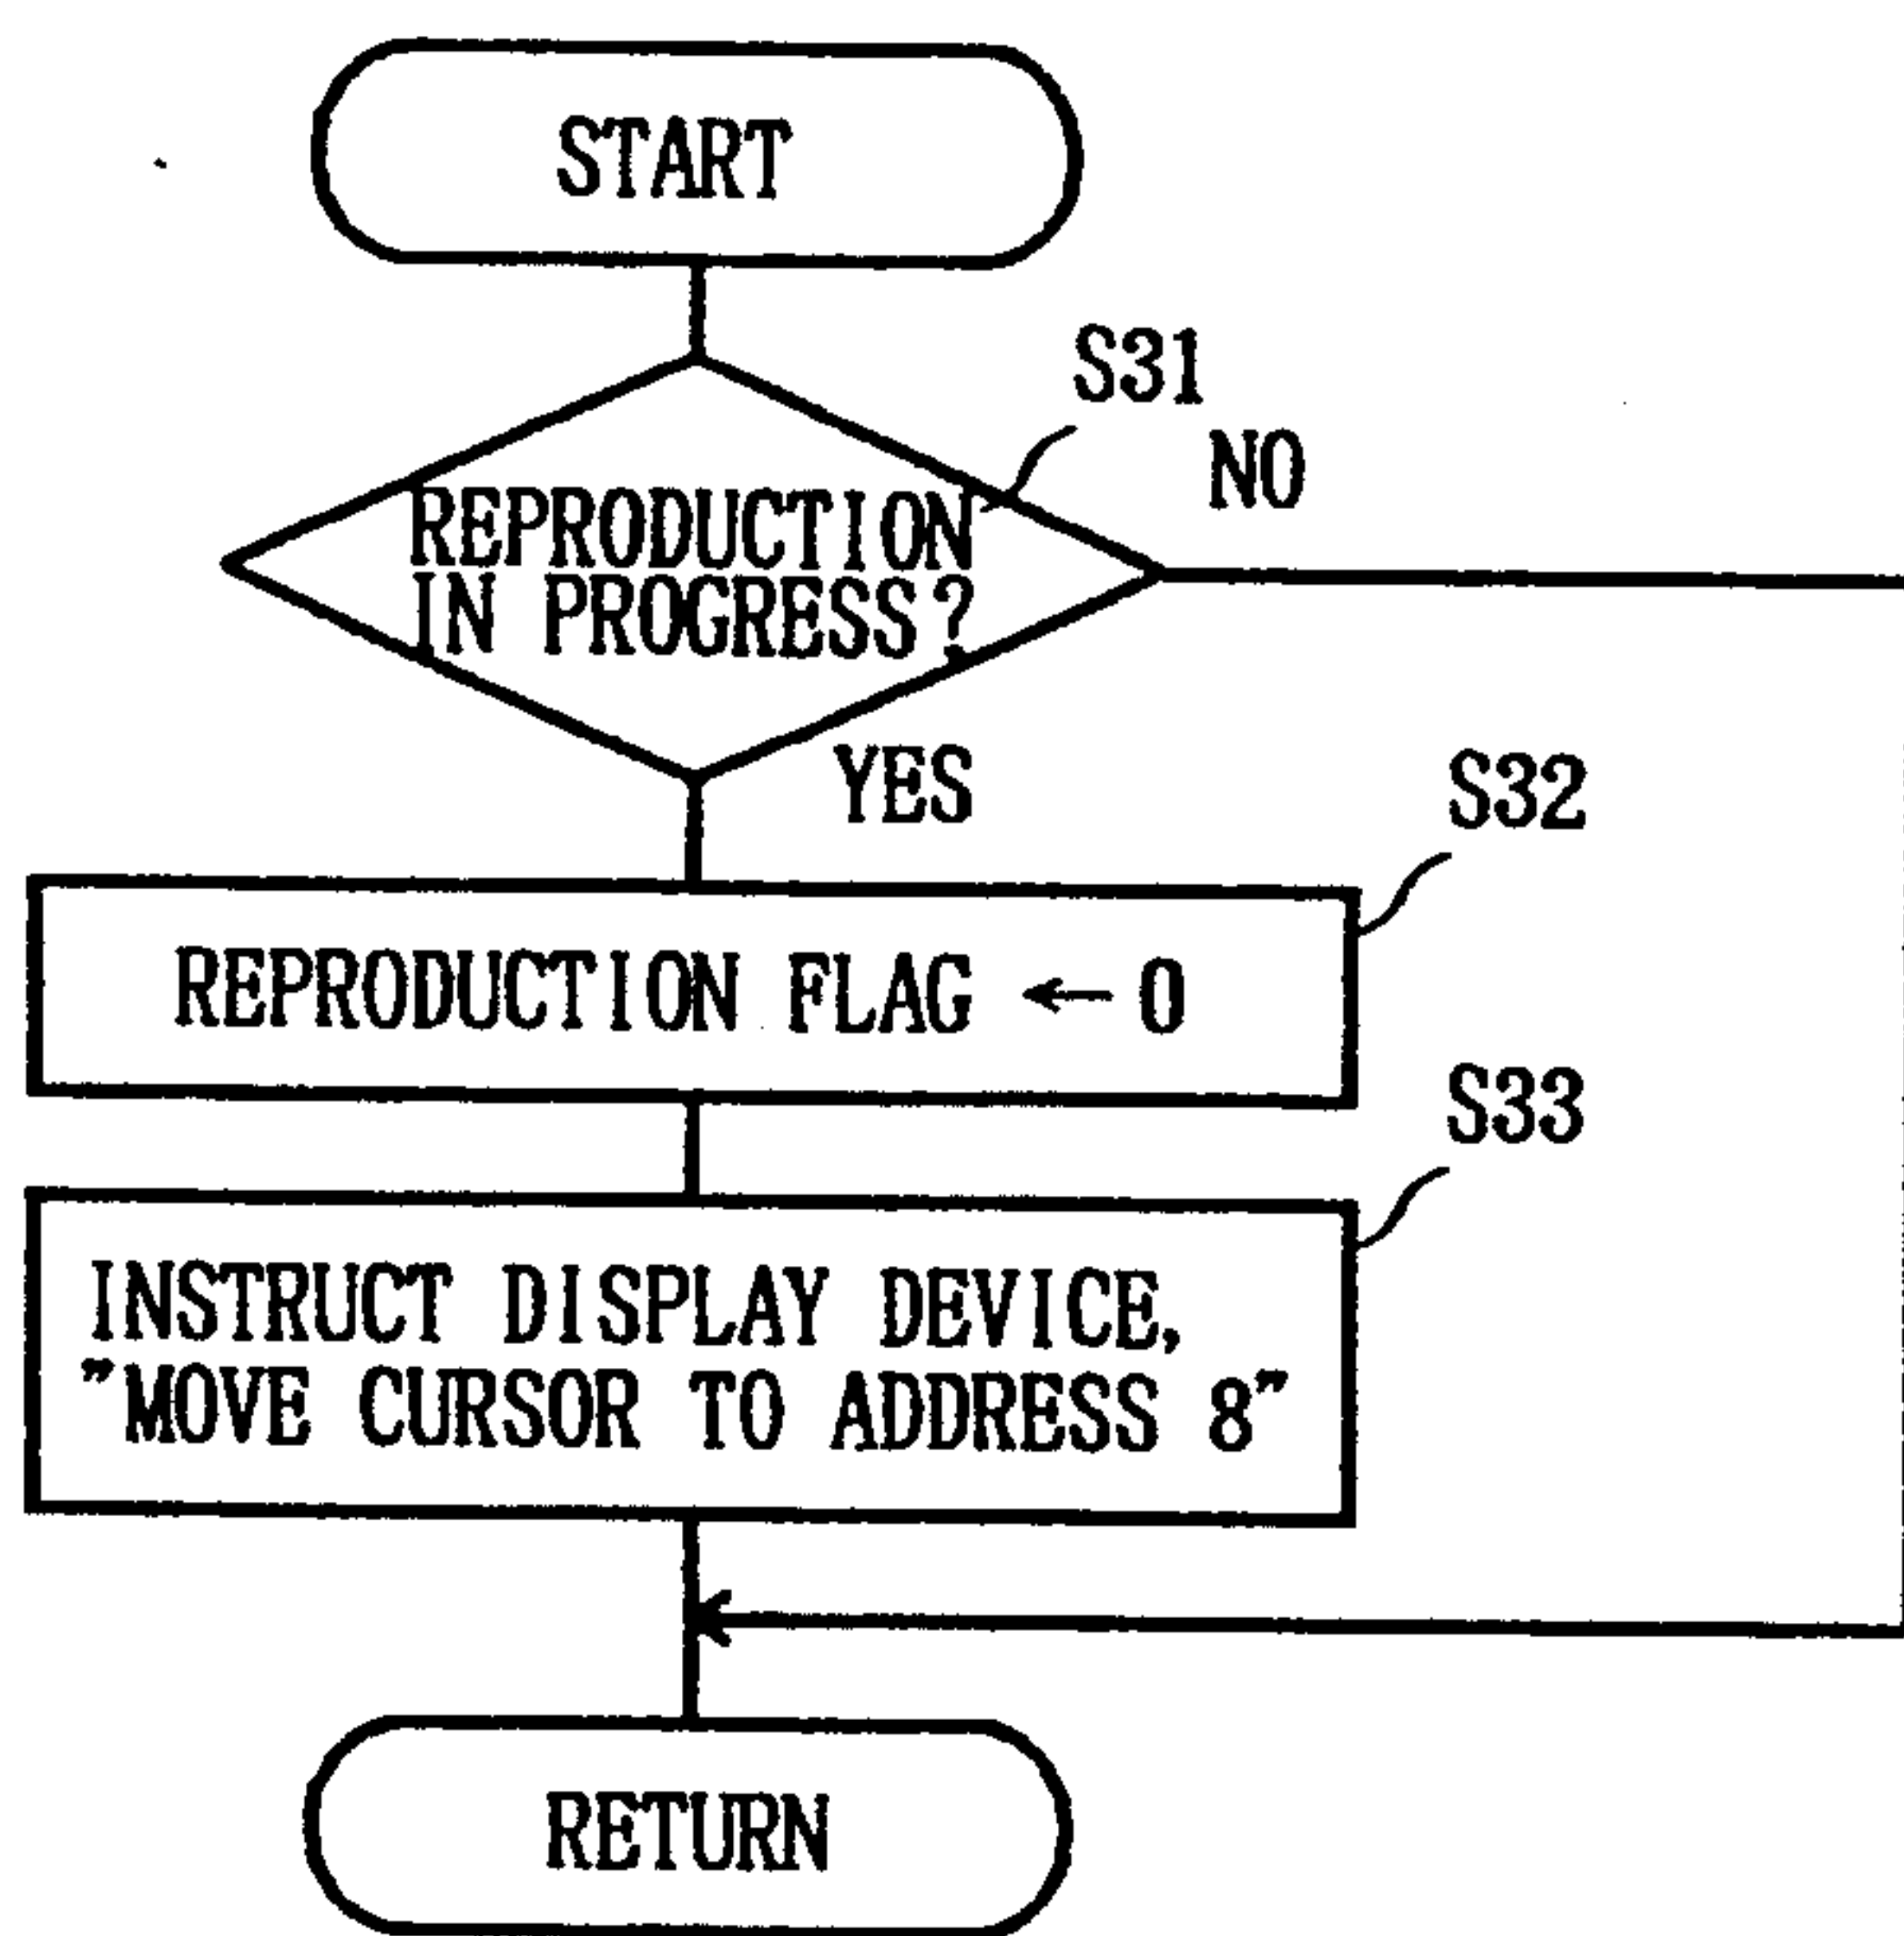 START
S31
NO
REPRODUCTION
IN PROGRESS?
YES
S32
REPRODUCTION FLAG ← 0
S33
INSTRUCT DISPLAY DEVICE,
"MOVE CURSOR TO ADDRESS 8"
RETURN